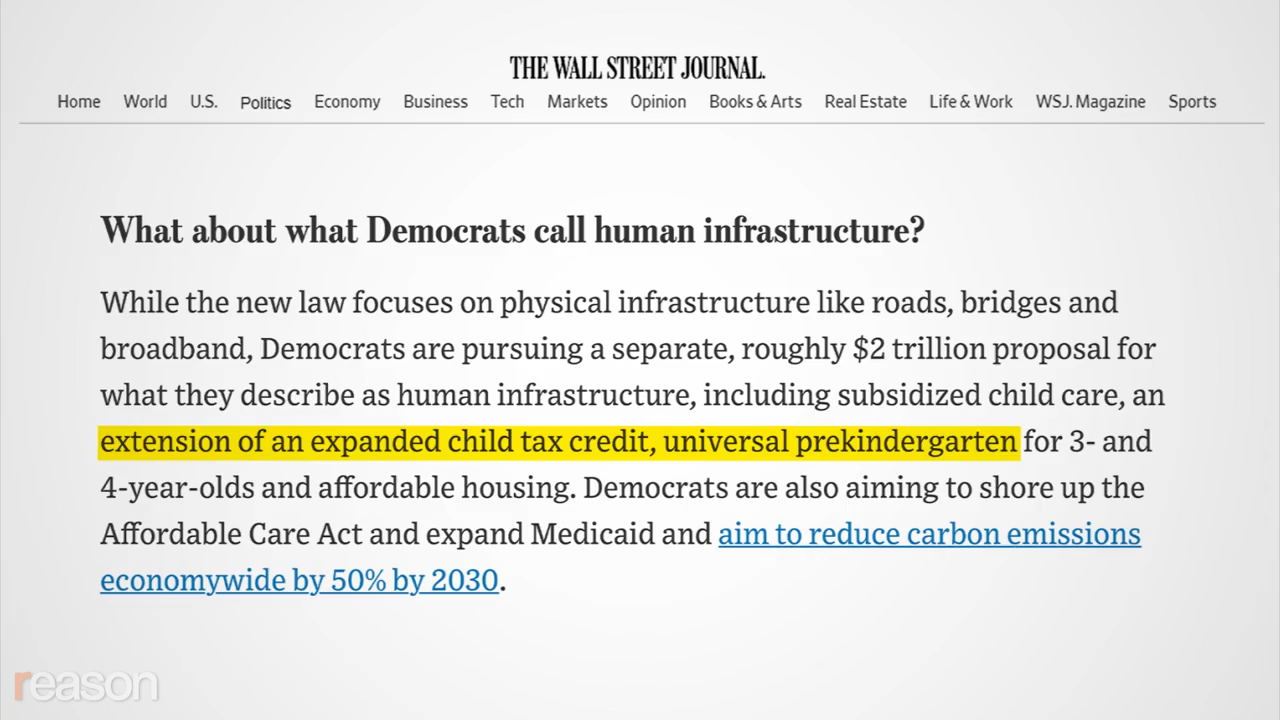 THE WALL STREET JOURNAL.
Home World U.S. Politics Economy Business Tech Markets Opinion Books & Arts Real Estate Life & Work WSJ. Magazine Sports
What about what Democrats call human infrastructure?
While the new law focuses on physical infrastructure like roads, bridges and
broadband, Democrats are pursuing a separate, roughly $2 trillion proposal for
what they describe as human infrastructure, including subsidized child care, an
extension of an expanded child tax credit, universal prekindergarten for 3- and
4-year-olds and affordable housing. Democrats are also aiming to shore up the
Affordable Care Act and expand Medicaid and aim to reduce carbon emissions
economywide by 50% by 2030.
reason